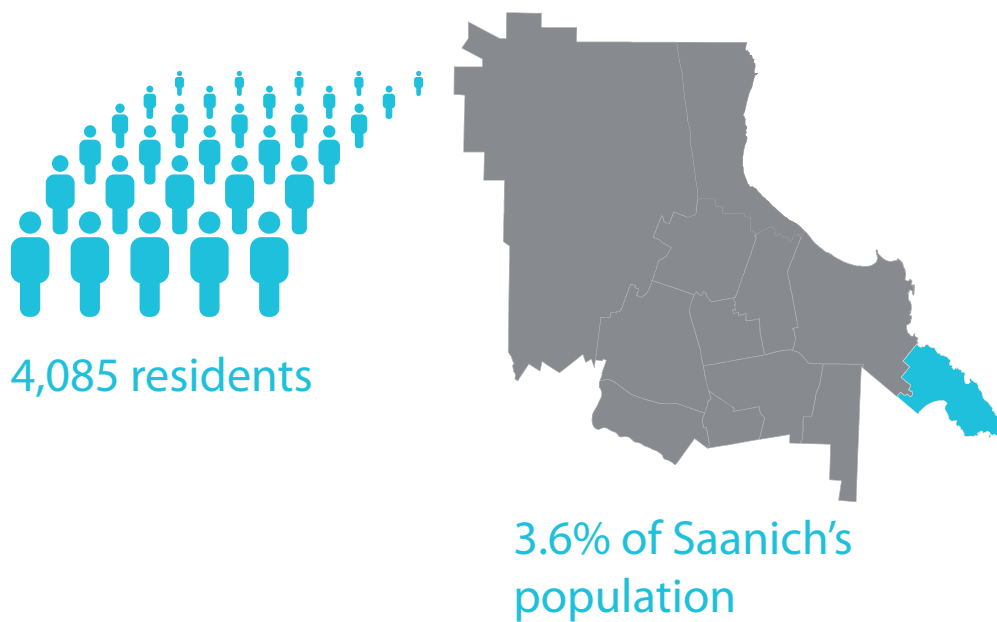 4,085 residents
3.6% of Saanich’s
population